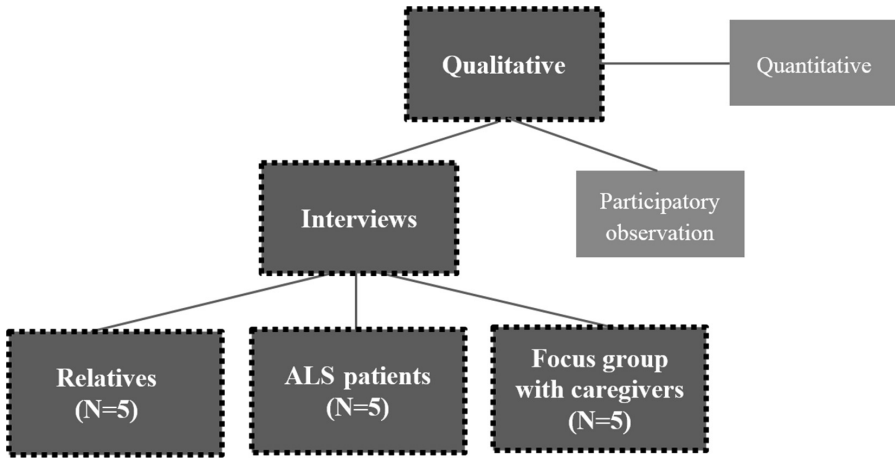 Qualitative
Quantitative
Interviews
Participatory
observation
Relatives
(N=5)
ALS patients
(N=5)
Focus group
with caregivers
(N=5)